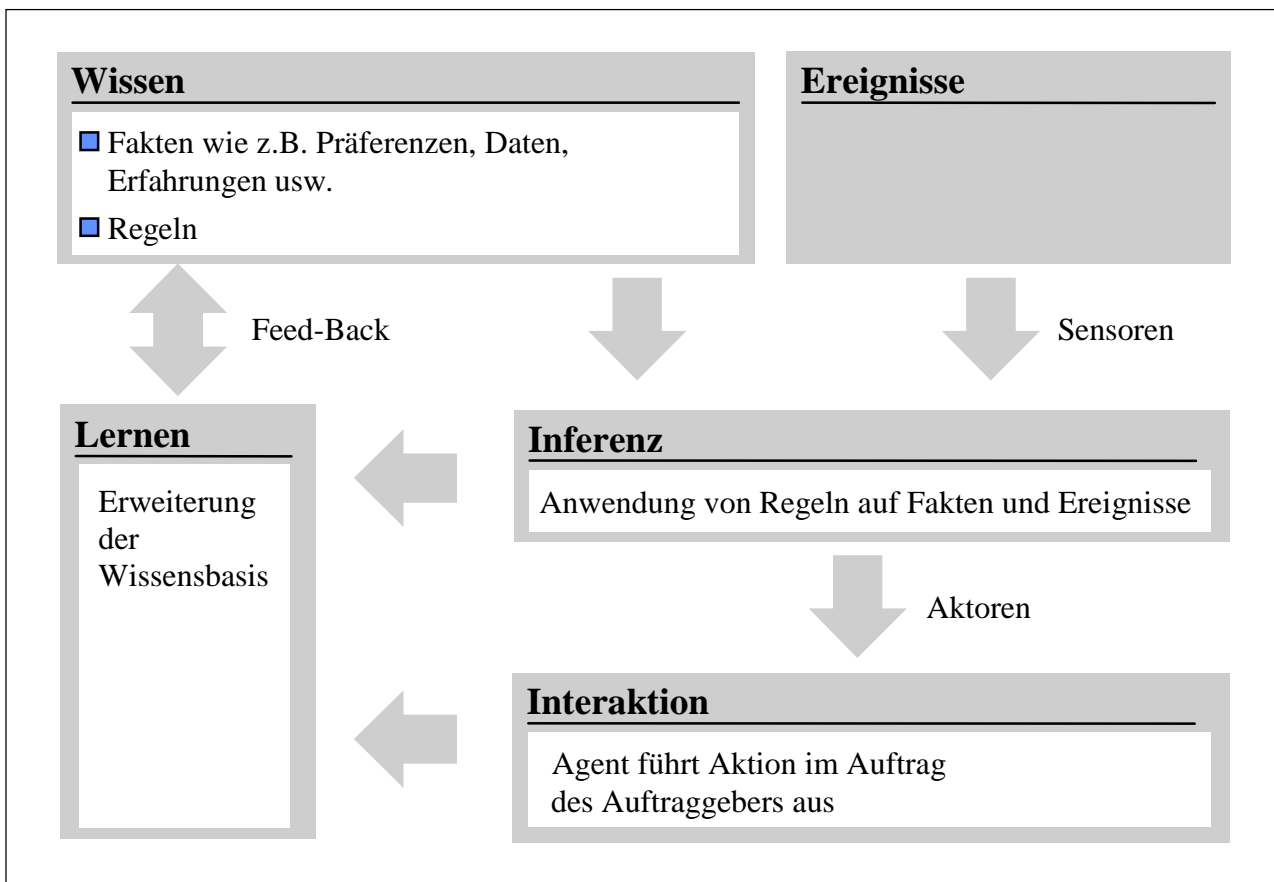 Wissen
Fakten wie z.B. Präferenzen, Daten,
Erfahrungen usw.
Regeln
Ereignisse
Feed-Back
Sensoren
Lernen
Erweiterung
der
Wissensbasis
Inferenz
Anwendung von Regeln auf Fakten und Ereignisse
Aktoren
Interaktion
Agent führt Aktion im Auftrag
des Auftraggebers aus